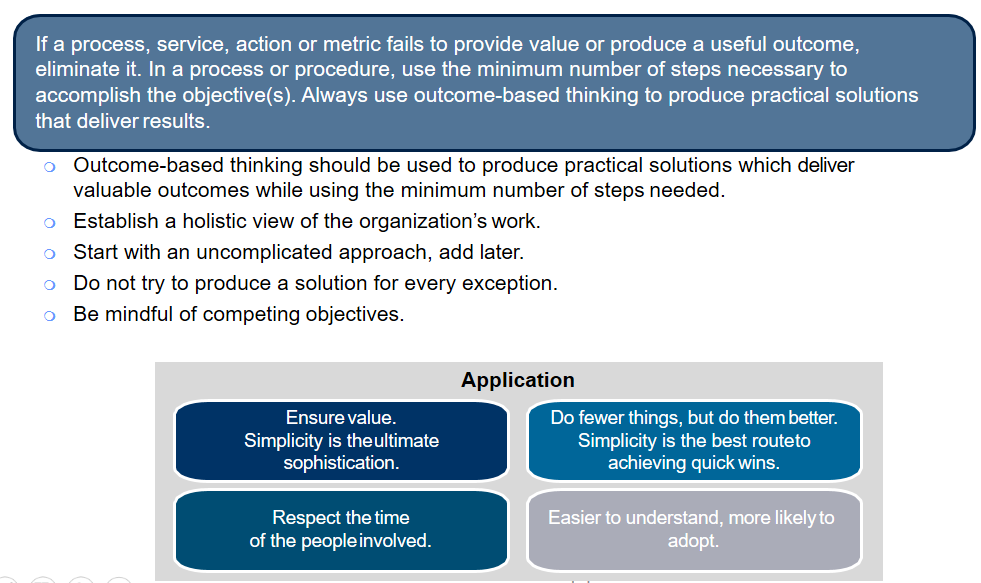 If a process, service, action or metric fails to provide value or produce a useful outcome,
eliminate it. In a process or procedure, use the minimum number of steps necessary to
accomplish the objective(s). Always use outcome-based thinking to produce practical solutions
that deliver results.
Outcome-based thinking should be used to produce practical solutions which deliver
valuable outcomes while using the minimum number of steps needed.
Establish a holistic view of the organization's work.
Start with an uncomplicated approach, add later.
Do not try to produce a solution for every exception.
Be mindful of competing objectives.
Application
Ensure value.
Simplicity is theultimate
sophistication.
Do fewer things, but do them better.
Simplicity is the best routeto
achieving quick wins.
Respect the time
of the people involved.
Easier to understand, more likely to
adopt.